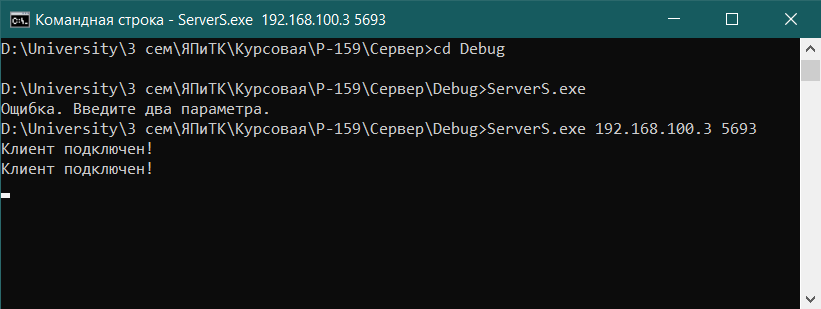 Командная строка - ServerS.exe 192.168.100.3 5693
D:\University\3 сем\ЯПиТК\Курсовая\Р-159\Сервер>cd Debug
D:\University\3 сем\ЯПиТК\Курсовая\Р-159\Сервер\Debug>ServerS.exe
Ощибка. Введите два параметра.
D:\University\3 сем\ЯПиТК\Курсовая\Р-159\Сервер\Debug>ServerS.exe 192.168.100.3 5693
Клиент подключен!
Клиент подключен!